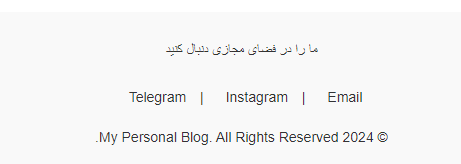 ما را در فضای مجازی دنبال کنید
Telegram | Instagram | Email
.My Personal Blog. All Rights Reserved 2024 ©